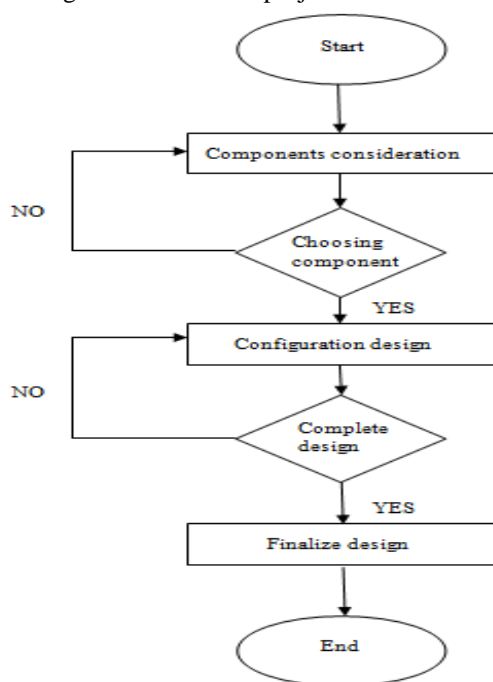 Start
Components consideration
NO
Choosing
component
YES
Configuration design
NO
Complete
design
YES
Finalize design
End